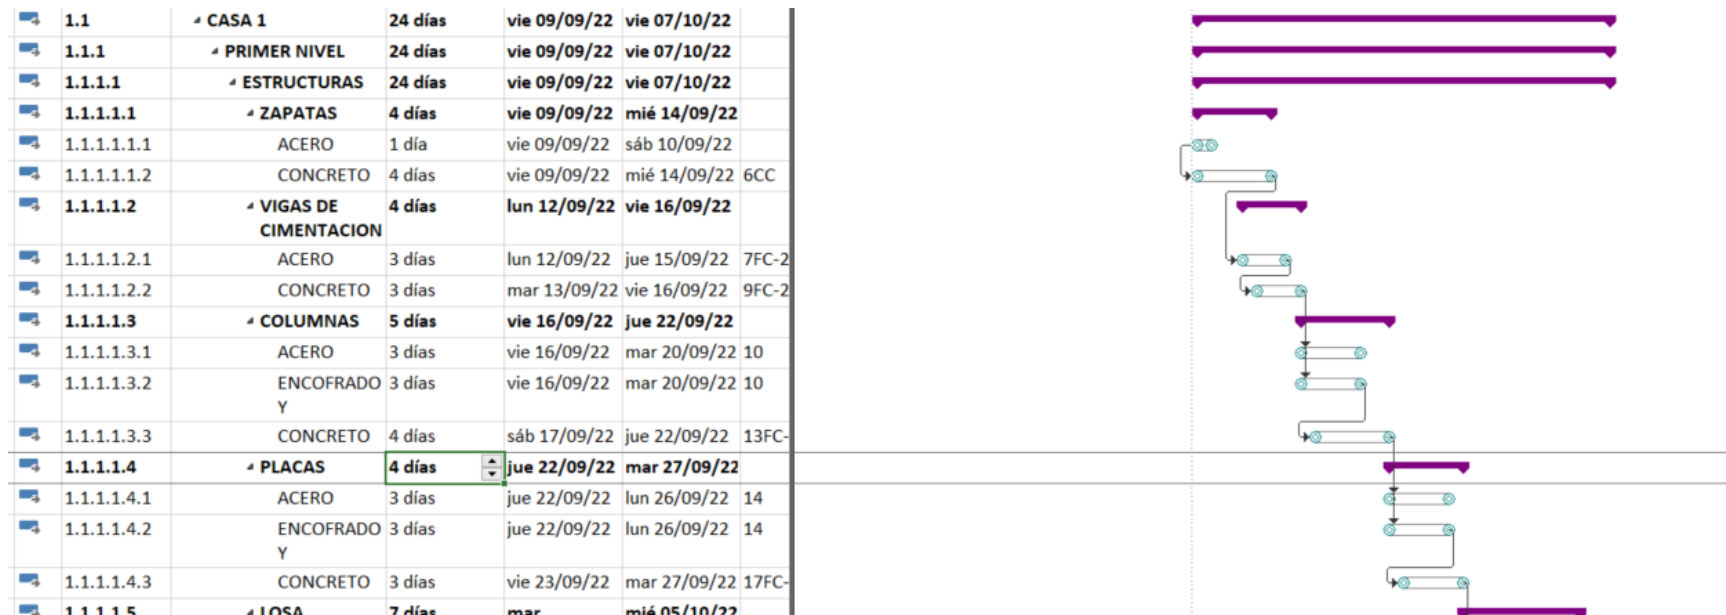 1.1 CASA 1 24 días vie 09/09/22 vie 07/10/22
1.1.1 PRIMER NIVEL 24 días vie 09/09/22 vie 07/10/22
1.1.1.1 ESTRUCTURAS 24 días vie 09/09/22 vie 07/10/22
1.1.1.1.1 ZAPATAS 4 días vie 09/09/22 mié 14/09/22
1.1.1.1.1.1 ACERO 1 día vie 09/09/22 sáb 10/09/22
1.1.1.1.1.2 CONCRETO 4 días vie 09/09/22 mié 14/09/22 6CC
1.1.1.1.2 VIGAS DE 4 días lun 12/09/22 vie 16/09/22
CIMENTACION
1.1.1.1.2.1 ACERO 3 días lun 12/09/22 jue 15/09/22 7FC-2
1.1.1.1.2.2 CONCRETO 3 días mar 13/09/22 vie 16/09/22 9FC-2
1.1.1.1.3 COLUMNAS 5 días vie 16/09/22 jue 22/09/22
1.1.1.1.3.1 ACERO 3 días vie 16/09/22 mar 20/09/22 10
1.1.1.1.3.2 ENCOFRADO 3 días vie 16/09/22 mar 20/09/22 10
Y
1.1.1.1.3.3 CONCRETO 4 días sáb 17/09/22 jue 22/09/22 13FC-
1.1.1.1.4 PLACAS 4 días jue 22/09/22 mar 27/09/22
1.1.1.1.4.1 ACERO 3 días jue 22/09/22 lun 26/09/22 14
1.1.1.1.4.2 ENCOFRADO 3 días jue 22/09/22 lun 26/09/22 14
Y
1.1.1.1.4.3 CONCRETO 3 días vie 23/09/22 mar 27/09/22 17FC-
1.1.1.1.5 LOSA 7 días mar mié 05/10/22